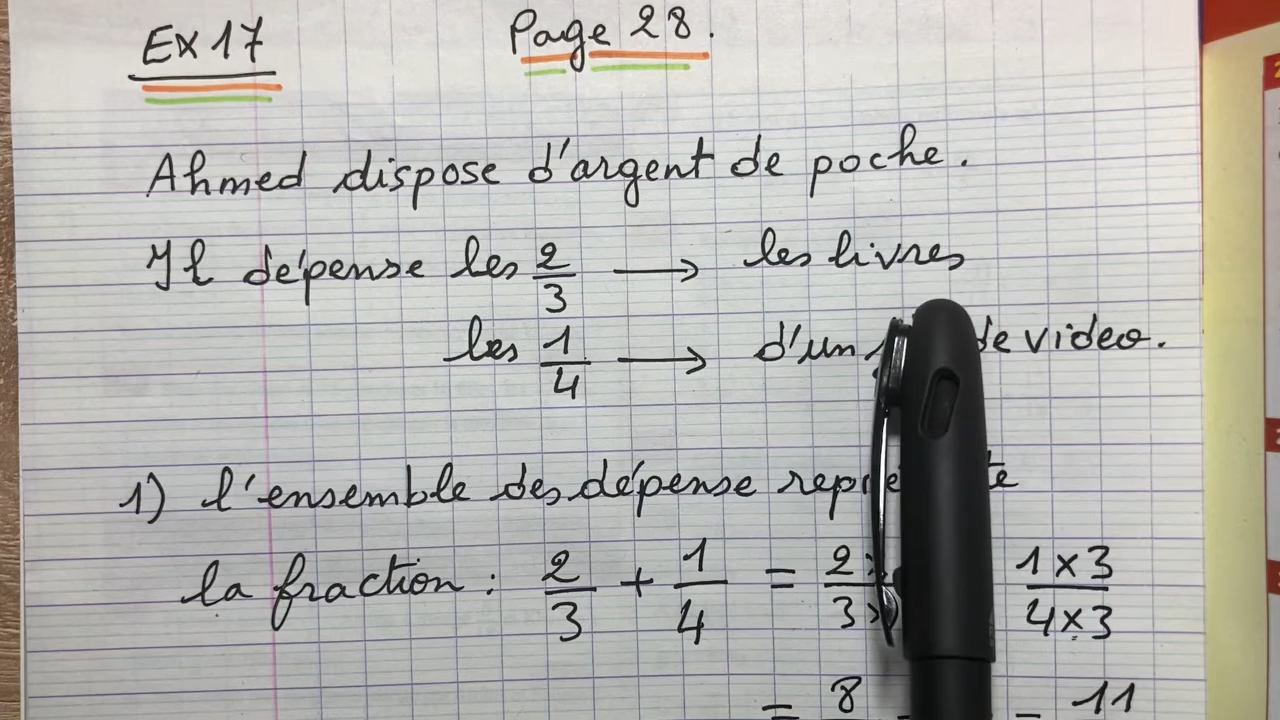 Ex 17 Page 28.
Ahmed dispose d'argent de poche.
Il dépense les 2/3 → les livres
les 1/4 → d'un de video.
1) l'ensemble des dépense
la fraction : 2/3 + 1/4 = 2/3 1×3/4×3
= 8 = 11